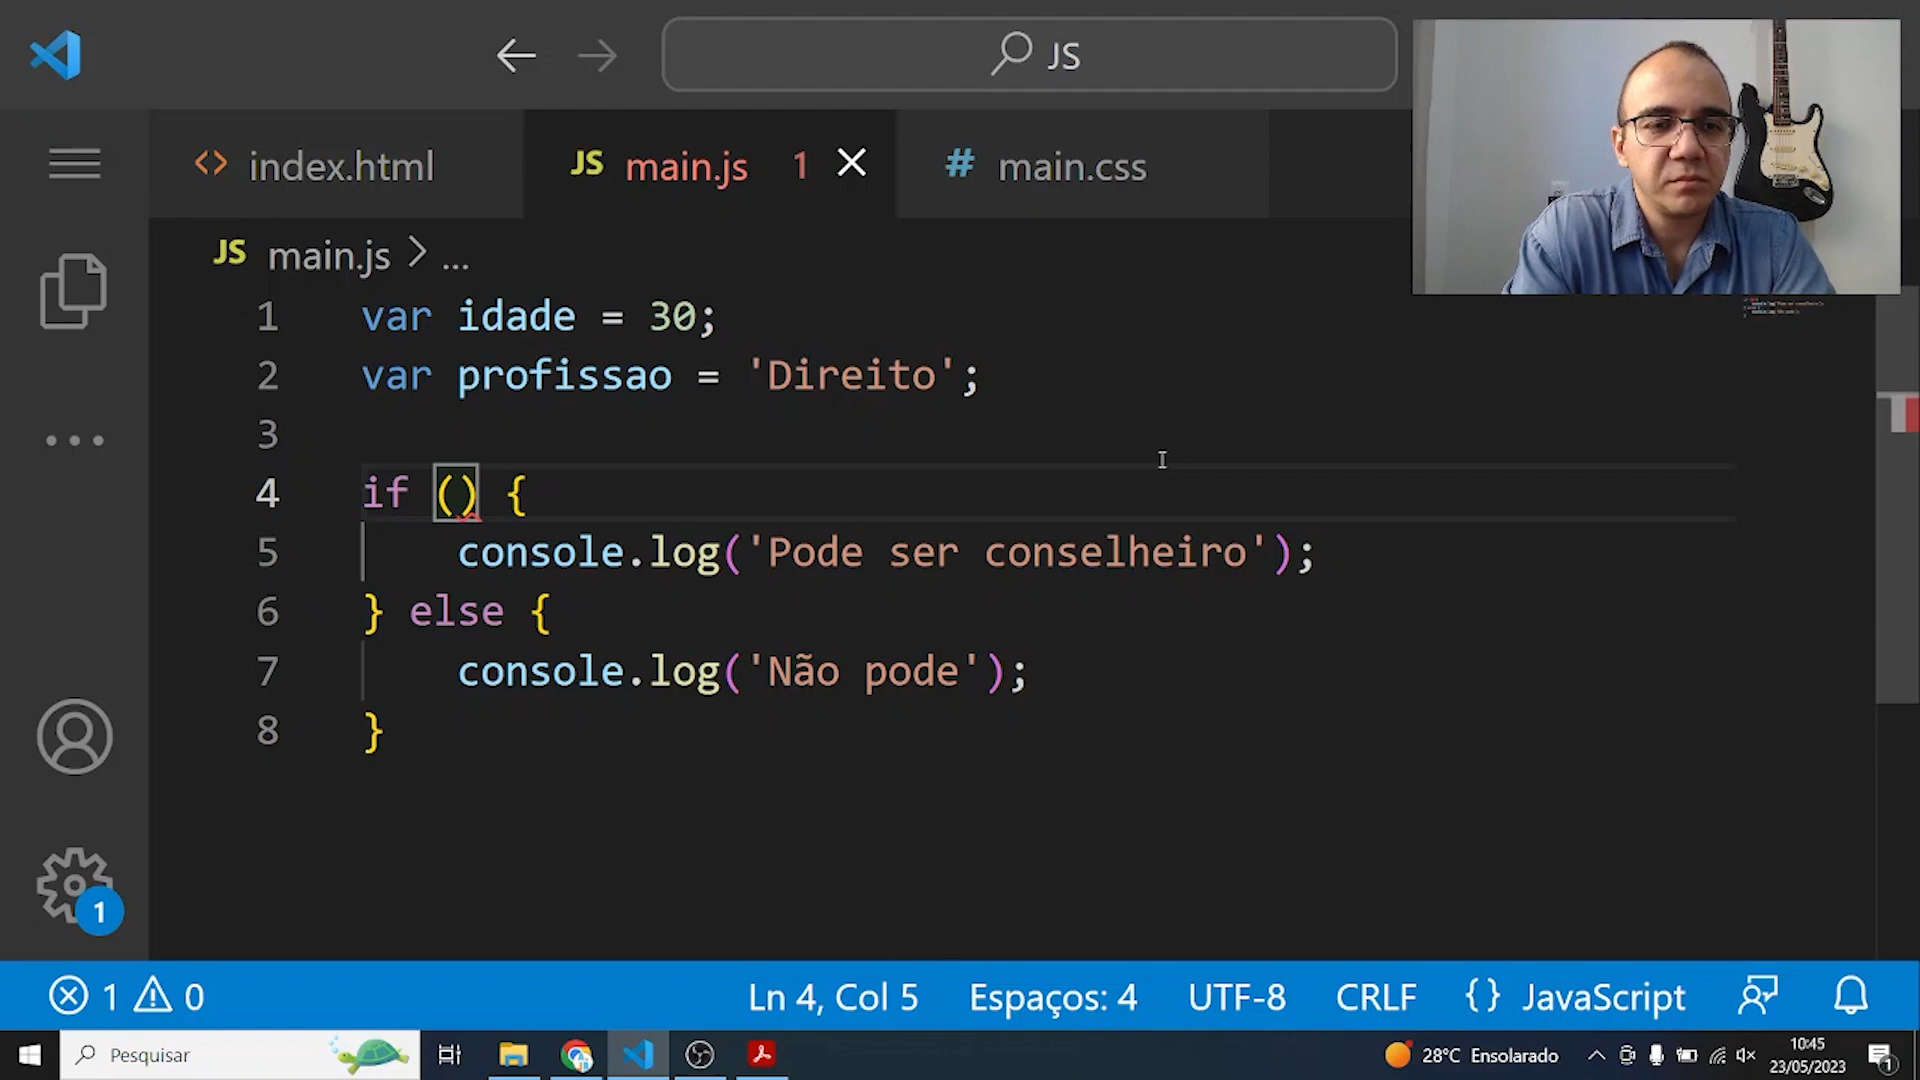 JS
index.html
JS main.js 1
# main.css
JS main.js > ...
1 var idade = 30;
2 var profissao = 'Direito';
3
4 if () {
5 console.log('Pode ser conselheiro');
6 } else {
7 console.log('Não pode');
8 }
1
1 0 Ln 4, Col 5 Espaços: 4 UTF-8 CRLF {} JavaScript
Pesquisar 28°C Ensolarado 10:45
23/05/2023 1